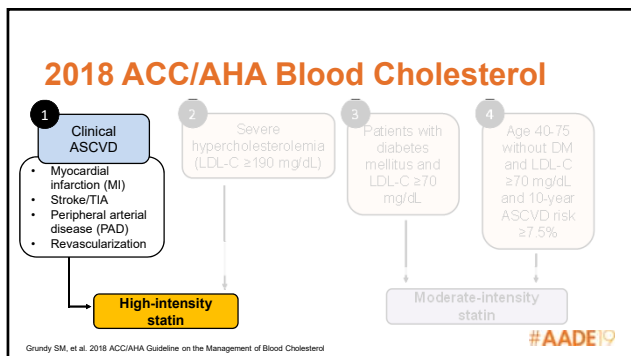 2018 ACC/AHA Blood Cholesterol
1
Clinical
ASCVD
• Myocardial
infarction (MI)
• Stroke/TIA
• Peripheral arterial
disease (PAD)
• Revascularization
2
Severe
hypercholesterolemia
(LDL-C ≥190 mg/dL)
3
Patients with
diabetes
mellitus and
LDL-C ≥70
mg/dL
4
Age 40-75
without DM
and LDL-C
≥70 mg/dL
and 10-year
ASCVD risk
≥7.5%
High-intensity
statin
Moderate-intensity
statin
Grundy SM, et al. 2018 ACC/AHA Guideline on the Management of Blood Cholesterol
#AADE19